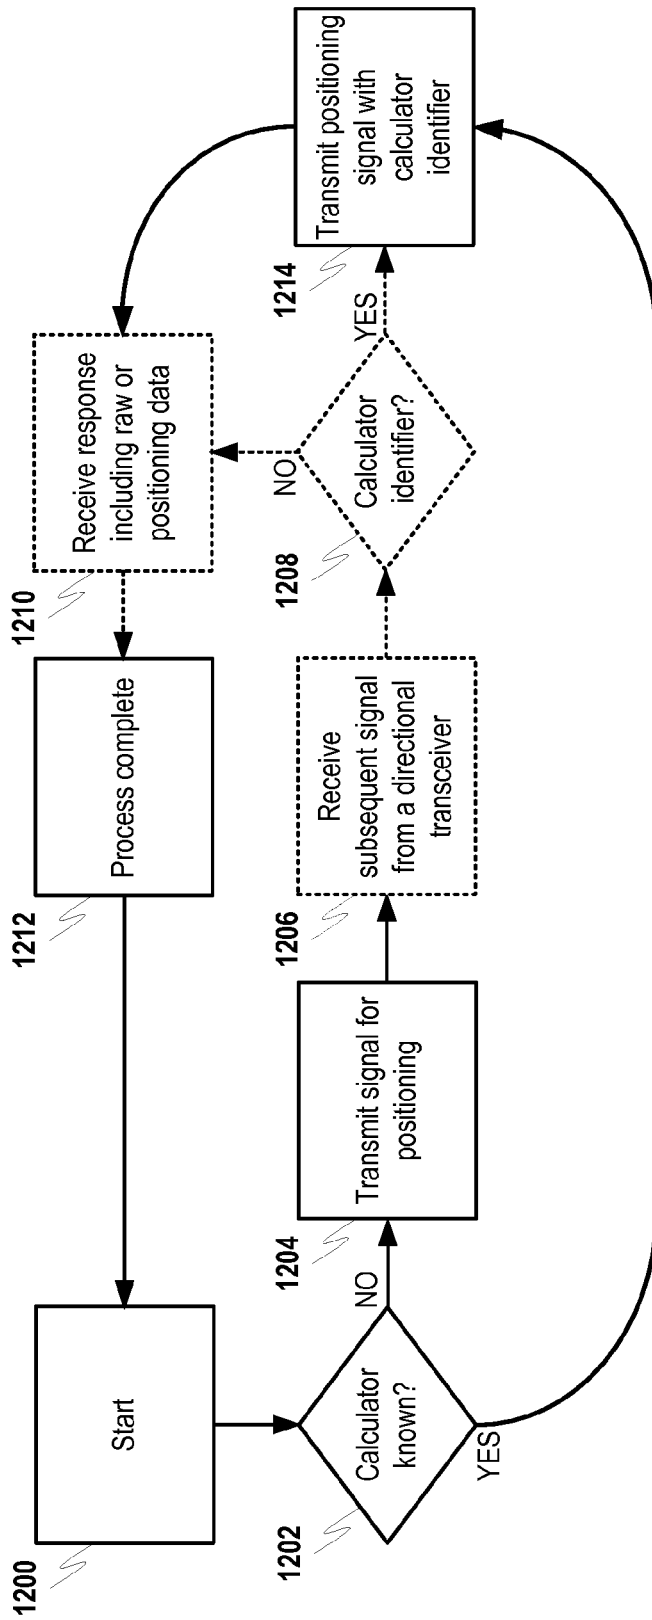 1200
Start
1202
Calculator
known?
NO
YES
1204
Transmit signal for
positioning
1206
Receive
subsequent signal
from a directional
transceiver
1208
Calculator
identifier?
NO
YES
1210
Receive response
including raw or
positioning data
1212
Process complete
1214
Transmit positioning
signal with
calculator
identifier